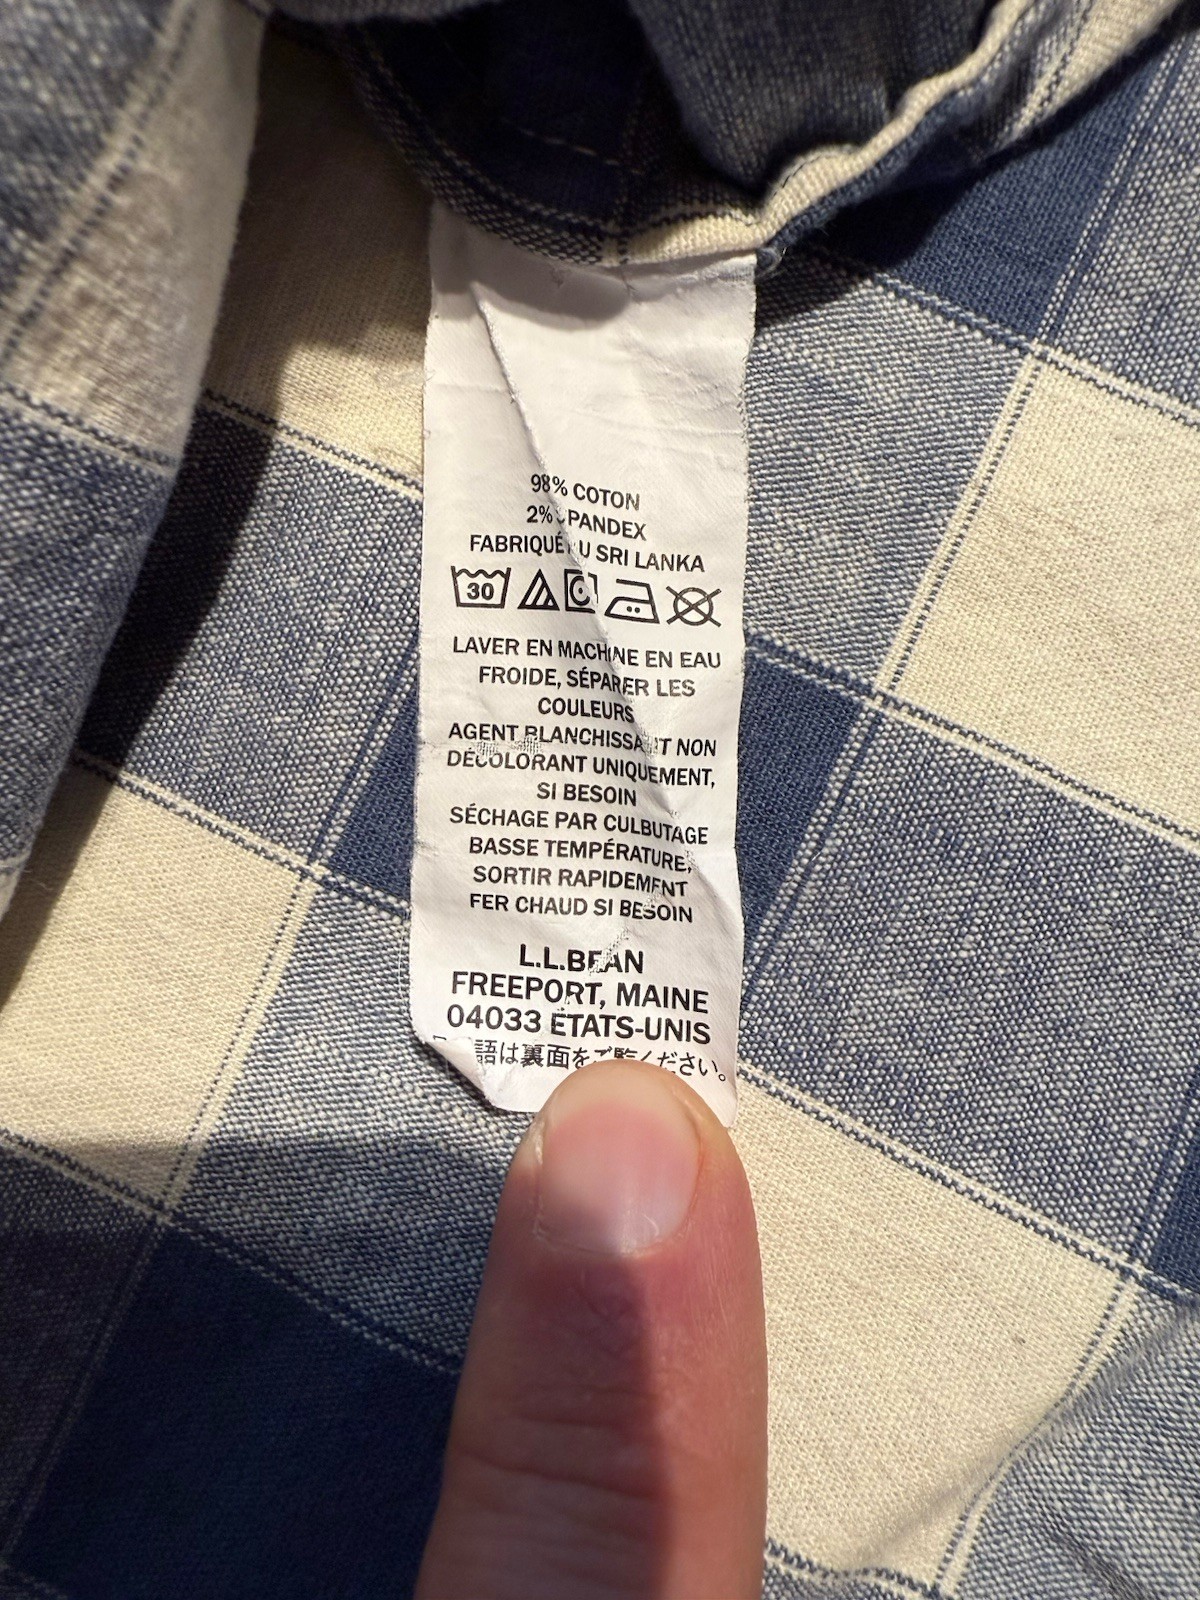 98% COTON
2% SPANDEX
FABRIQUÉ AU SRI LANKA
30
LAVER EN MACHINE EN EAU
FROIDE, SÉPARER LES
COULEURS
AGENT BLANCHISSANT NON
DÉCOLORANT UNIQUEMENT,
SI BESOIN
SÉCHAGE PAR CULBUTAGE
BASSE TEMPÉRATURE,
SORTIR RAPIDEMENT
FER CHAUD SI BESOIN
L.L.BEAN
FREEPORT, MAINE
04033 ÉTATS-UNIS
語は裏面をご覧ください。